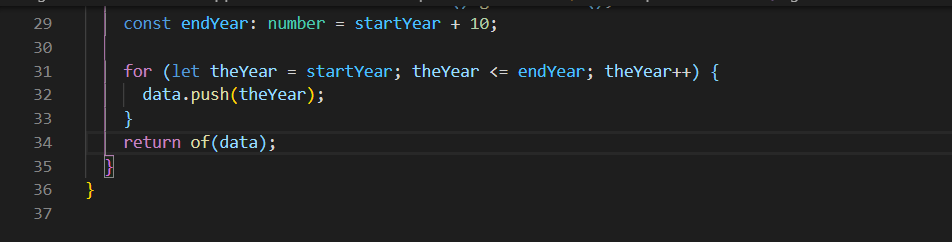 29 const endYear: number = startYear + 10;
30
31 for (let theYear = startYear; theYear <= endYear; theYear++) {
32 data.push(theYear);
33 }
34 return of(data);
35 }
36 }
37